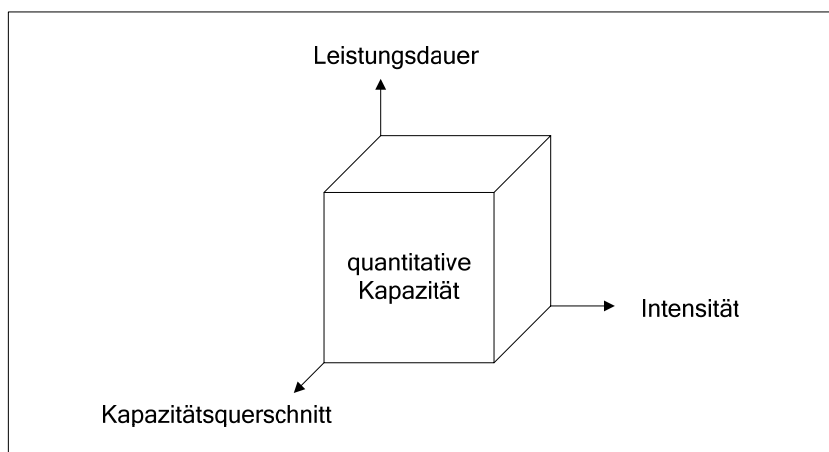 Leistungsdauer
quantitative
Kapazität
Intensität
Kapazitätsquerschnitt